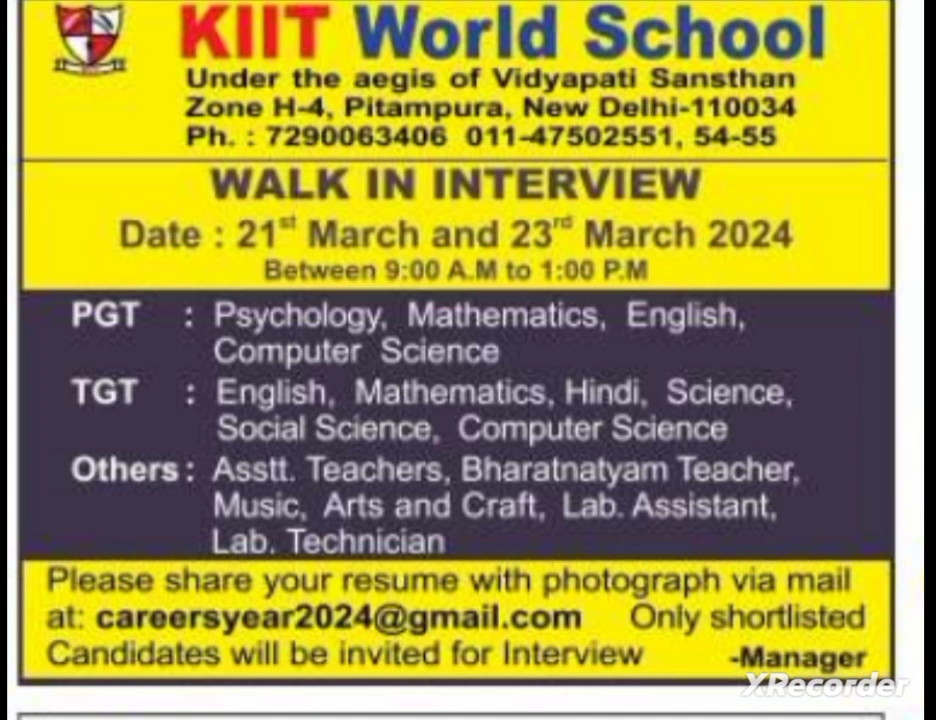 KIIT World School
Under the aegis of Vidyapati Sansthan
Zone H-4, Pitampura, New Delhi-110034
Ph. : 7290063406 011-47502551, 54-55
WALK IN INTERVIEW
Date : 21st March and 23rd March 2024
Between 9:00 A.M to 1:00 P.M
PGT : Psychology, Mathematics, English,
Computer Science
TGT : English, Mathematics, Hindi, Science,
Social Science, Computer Science
Others : Asstt. Teachers, Bharatnatyam Teacher,
Music, Arts and Craft, Lab. Assistant,
Lab. Technician
Please share your resume with photograph via mail
at: careersyear2024@gmail.com Only shortlisted
Candidates will be invited for Interview -Manager
XRecorder